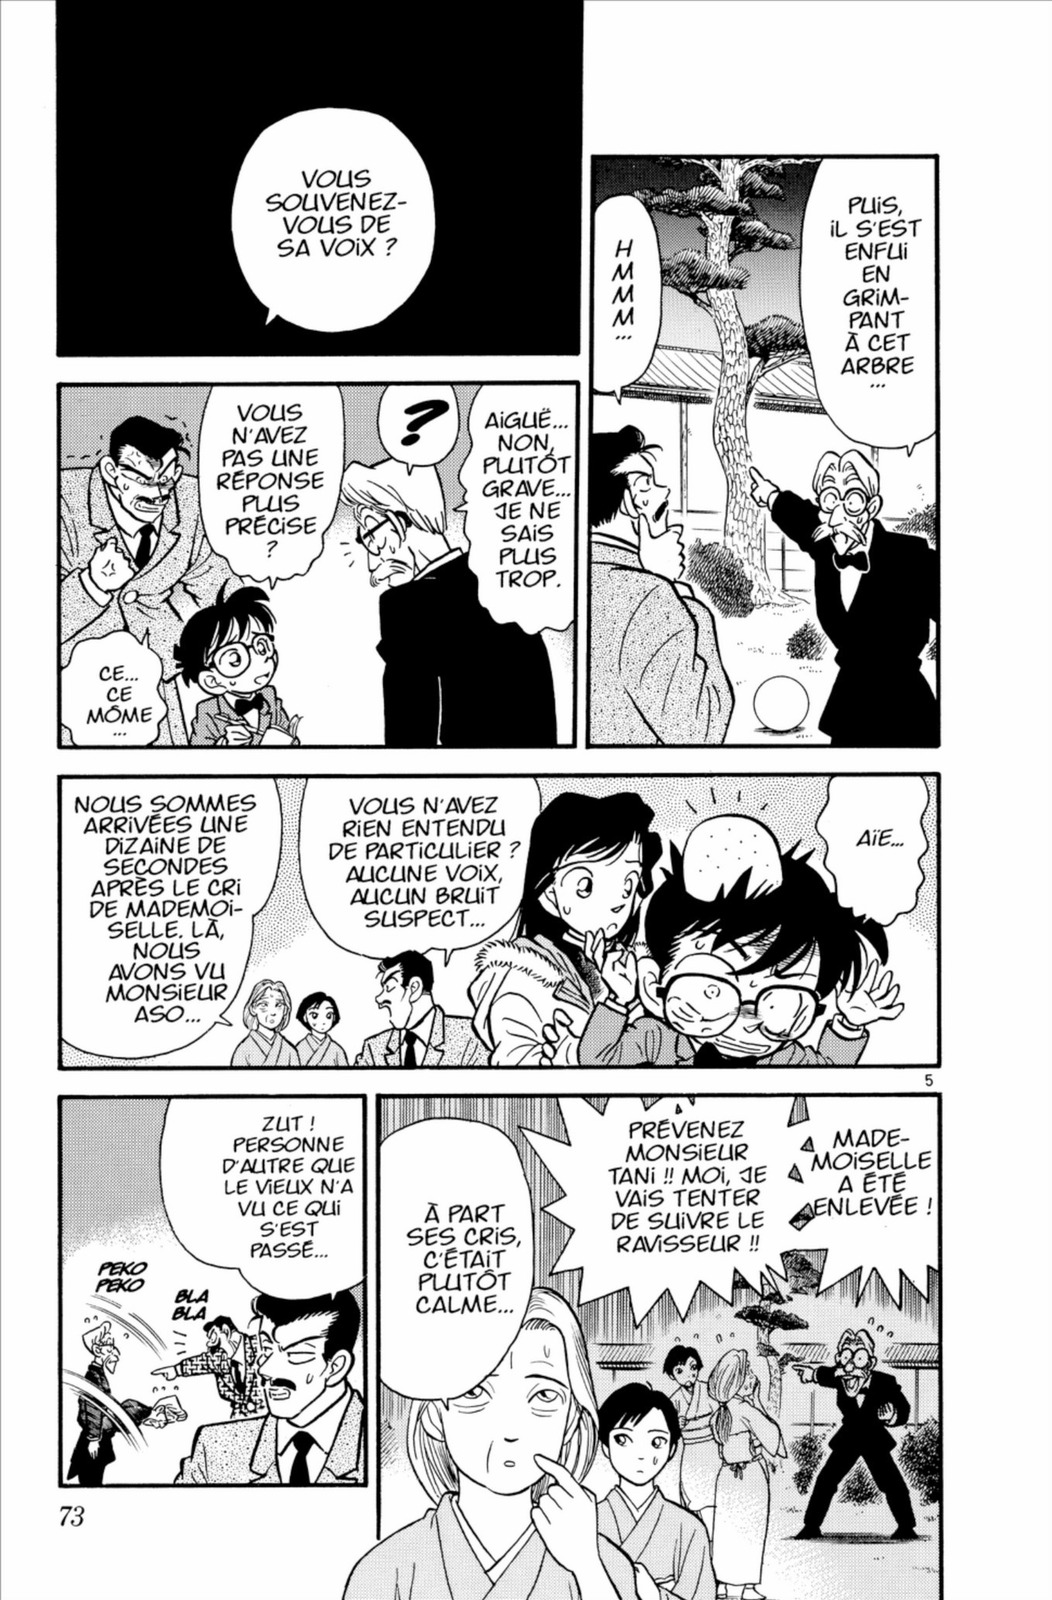 PUIS,
IL S'EST
ENFUI
EN
GRIM-
PANT
À CET
ARBRE
...
HMMM...
VOUS
SOUVENEZ-
VOUS DE
SA VOIX ?
AIGUË...
NON,
PLUTÔT
GRAVE...
JE NE
SAIS
PLUS
TROP.
?
VOUS
N'AVEZ
PAS UNE
RÉPONSE
PLUS
PRÉCISE
?
CE...
CE
MÔME
...
AÏE...
VOUS N'AVEZ
RIEN ENTENDU
DE PARTICULIER ?
AUCUNE VOIX,
AUCUN BRUIT
SUSPECT...
NOUS SOMMES
ARRIVÉES UNE
DIZAINE DE
SECONDES
APRÈS LE CRI
DE MADEMOI-
SELLE. LÀ,
NOUS
AVONS VU
MONSIEUR
ASO...
5
MADE-
MOISELLE
A ÉTÉ
ENLEVÉE !
PRÉVENEZ
MONSIEUR
TANI !! MOI, JE
VAIS TENTER
DE SUIVRE LE
RAVISSEUR !!
À PART
SES CRIS,
C'ÉTAIT
PLUTÔT
CALME...
ZUT !
PERSONNE
D'AUTRE QUE
LE VIEUX N'A
VU CE QUI
S'EST
PASSÉ...
PEKO
PEKO
BLA
BLA
73